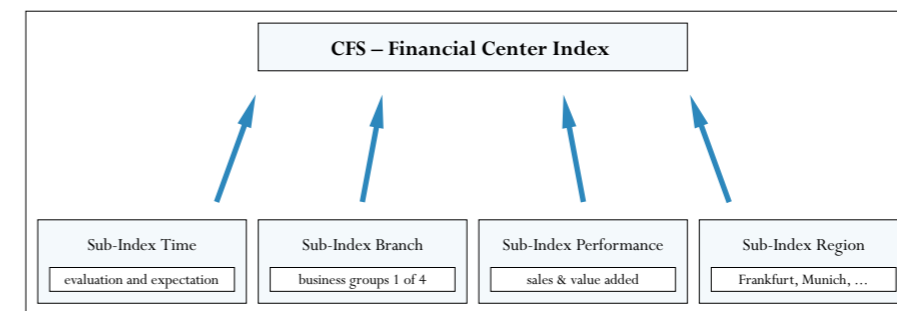 CFS – Financial Center Index
Sub-Index Time
evaluation and expectation
Sub-Index Branch
business groups 1 of 4
Sub-Index Performance
sales & value added
Sub-Index Region
Frankfurt, Munich, …